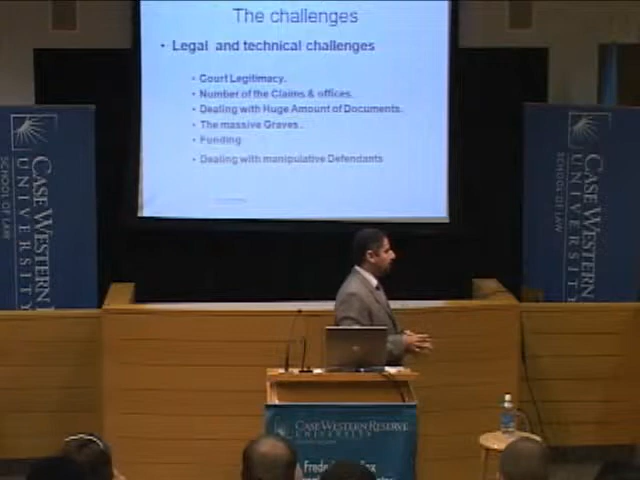 The challenges
• Legal and technical challenges
• Court Legitimacy.
• Number of the Claims & offices.
• Dealing with Huge Amount of Documents.
• The massive Graves.
• Funding
• Dealing with manipulative Defendants
CASE WESTERN
UNIVERSITY
SCHOOL OF LAW
CASE WESTERN
UNIVERSITY
SCHOOL OF LAW
CASE WESTERN RESERVE
UNIVERSITY